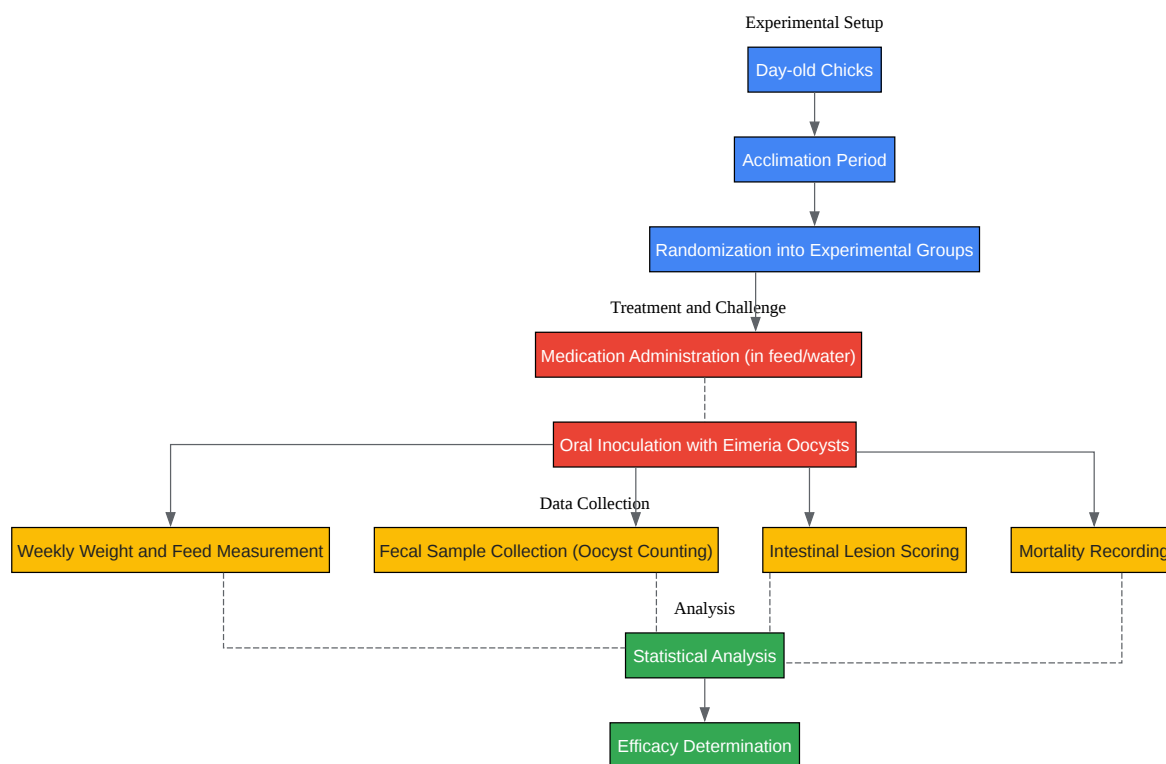 Experimental Setup
Day-old Chicks
Acclimation Period
Randomization into Experimental Groups
Treatment and Challenge
Medication Administration (in feed/water)
Oral Inoculation with Eimeria Oocysts
Data Collection
Weekly Weight and Feed Measurement
Fecal Sample Collection (Oocyst Counting)
Intestinal Lesion Scoring
Mortality Recording
Analysis
Statistical Analysis
Efficacy Determination